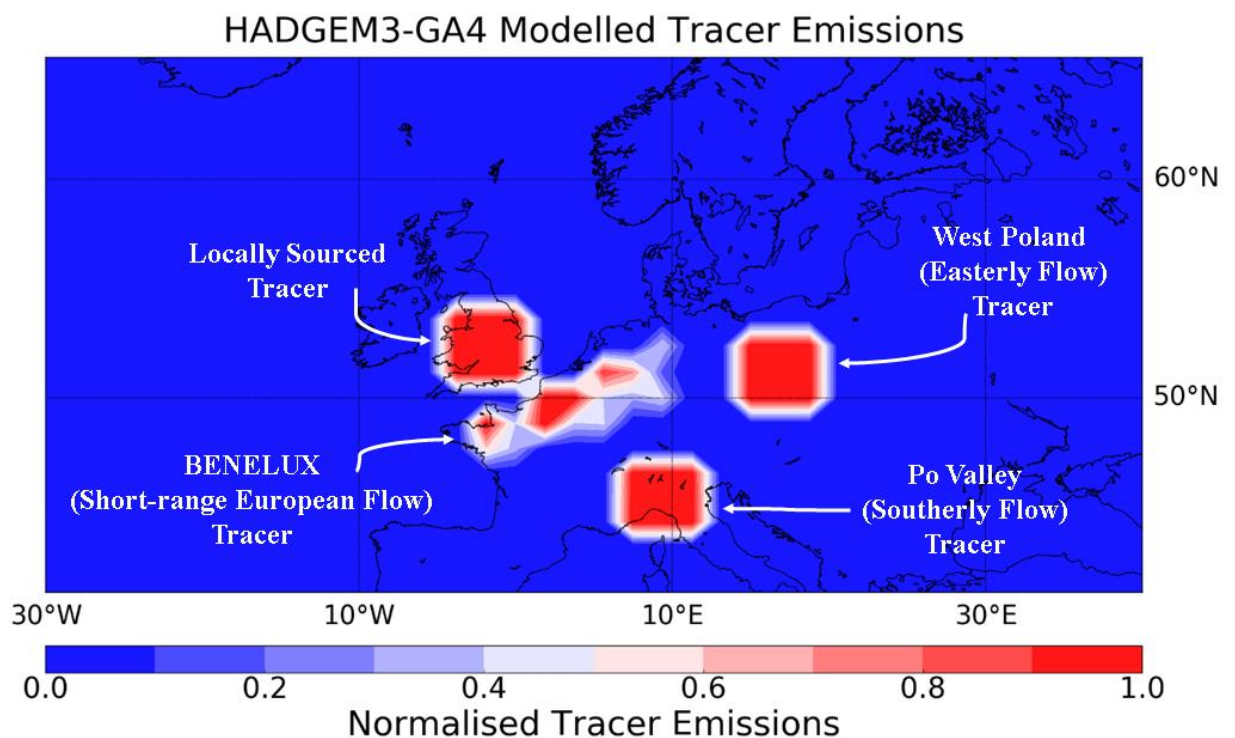 HADGEM3-GA4 Modelled Tracer Emissions
60°N
West Poland
(Easterly Flow)
Tracer
Locally Sourced
Tracer
50°N
BENELUX
(Short-range European Flow)
Tracer
Po Valley
(Southerly Flow)
Tracer
30°W 10°W 10°E 30°E
0.0 0.2 0.4 0.6 0.8 1.0
Normalised Tracer Emissions